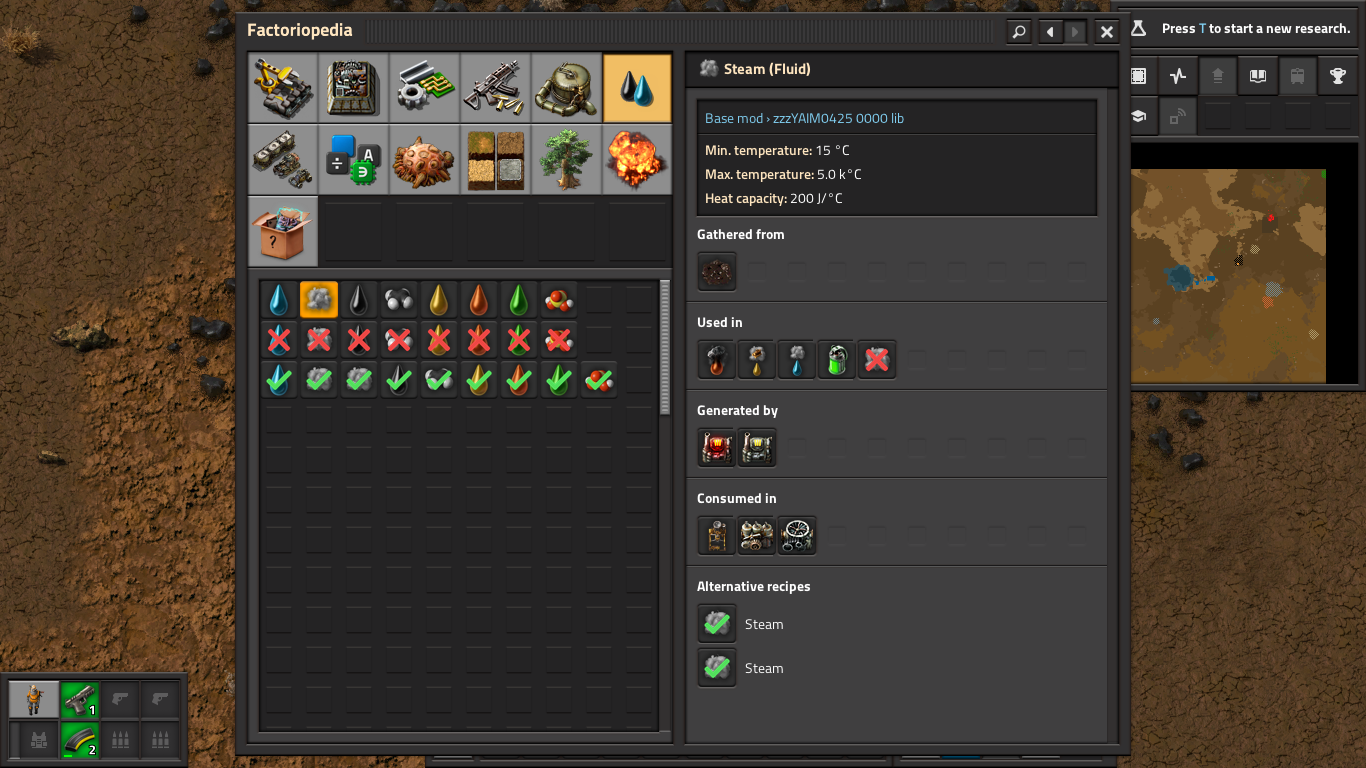 Factoriopedia
Press T to start a new research.
Steam (Fluid)
Base mod › zzzYAIM0425 0000 lib
Min. temperature: 15 °C
Max. temperature: 5.0 k°C
Heat capacity: 200 J/°C
Gathered from
Used in
Generated by
Consumed in
Alternative recipes
Steam
Steam
A
?
1
2